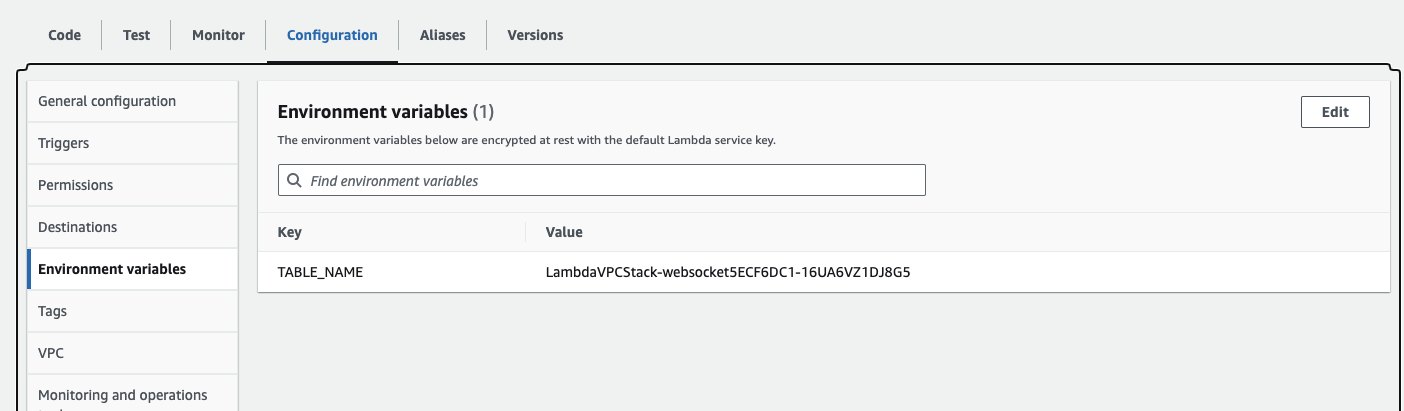 Code Test Monitor Configuration Aliases Versions
General configuration
Triggers
Permissions
Destinations
Environment variables
Tags
VPC
Monitoring and operations
Environment variables (1)
Edit
The environment variables below are encrypted at rest with the default Lambda service key.
Find environment variables
Key Value
TABLE_NAME LambdaVPCStack-websocket5ECF6DC1-16UA6VZ1DJ8G5